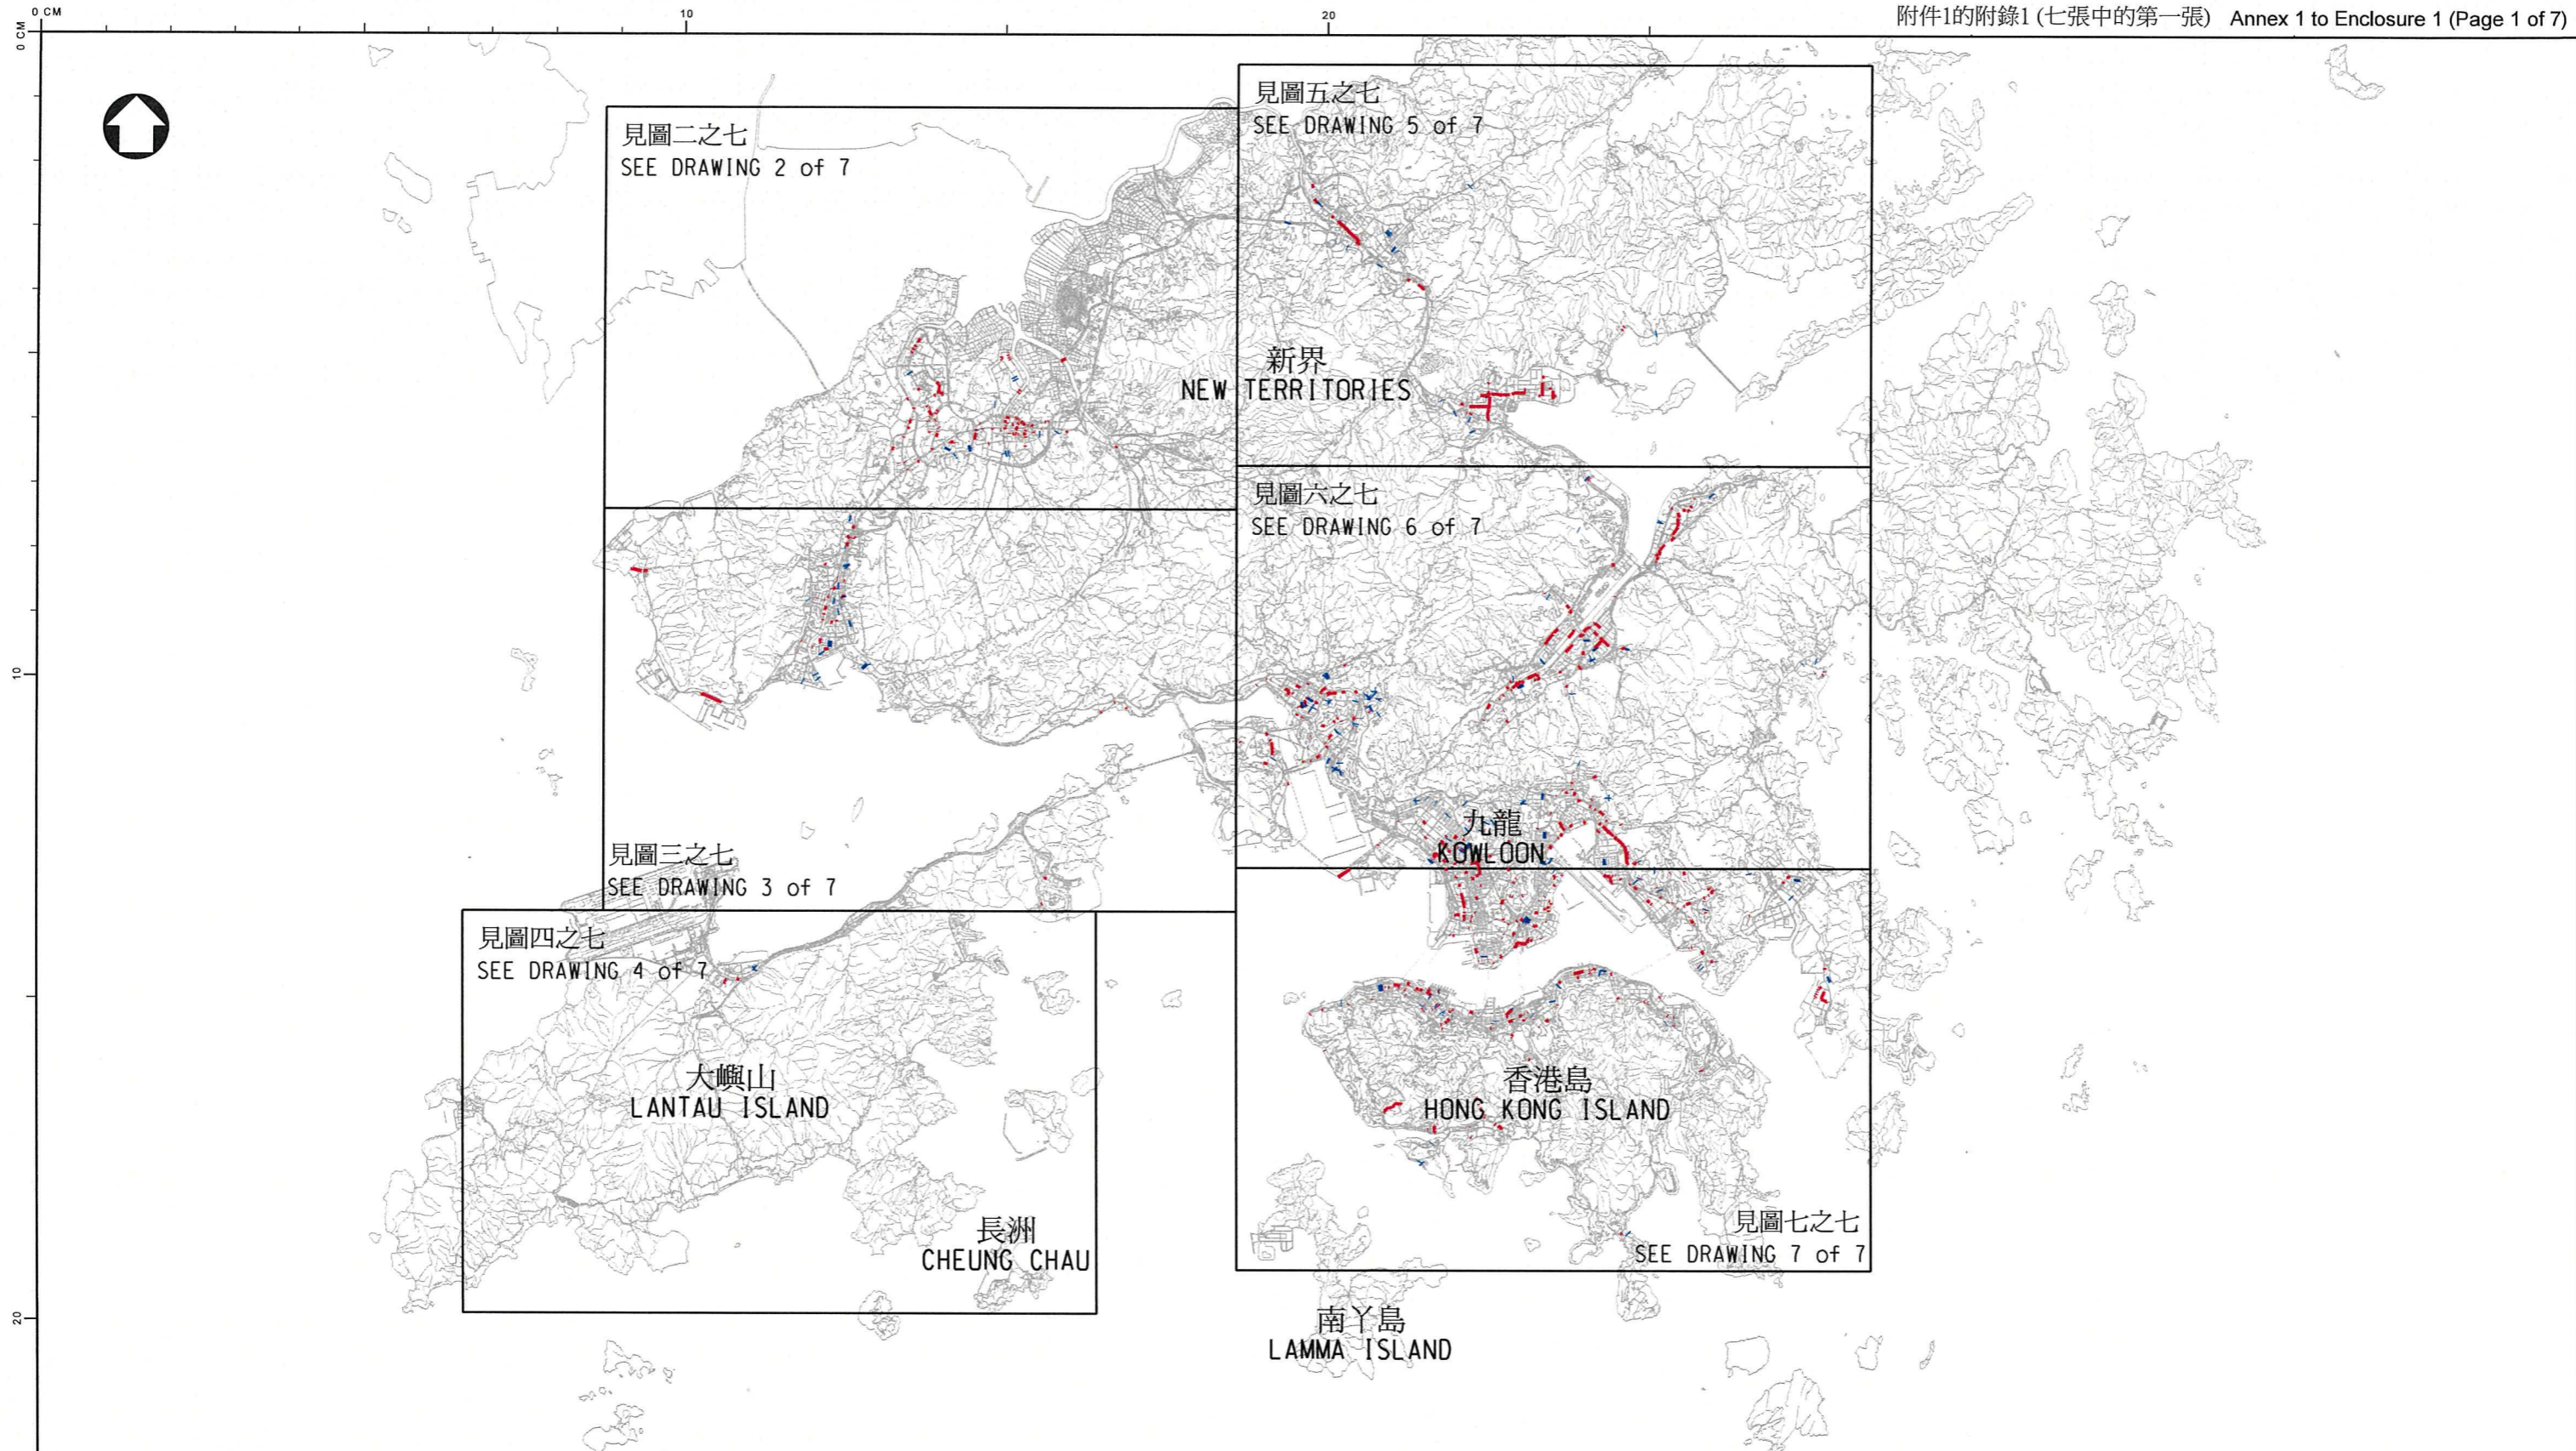 0 CM
10
20
附件1的附錄1 (七張中的第一張) Annex 1 to Enclosure 1 (Page 1 of 7)
0 CM
見圖五之七
SEE DRAWING 5 of 7
見圖二之七
SEE DRAWING 2 of 7
新界
NEW TERRITORIES
見圖六之七
SEE DRAWING 6 of 7
10
九龍
KOWLOON
見圖三之七
SEE DRAWING 3 of 7
見圖四之七
SEE DRAWING 4 of 7
大嶼山
LANTAU ISLAND
香港島
HONG KONG ISLAND
長洲
CHEUNG CHAU
見圖七之七
SEE DRAWING 7 of 7
20
南丫島
LAMMA ISLAND